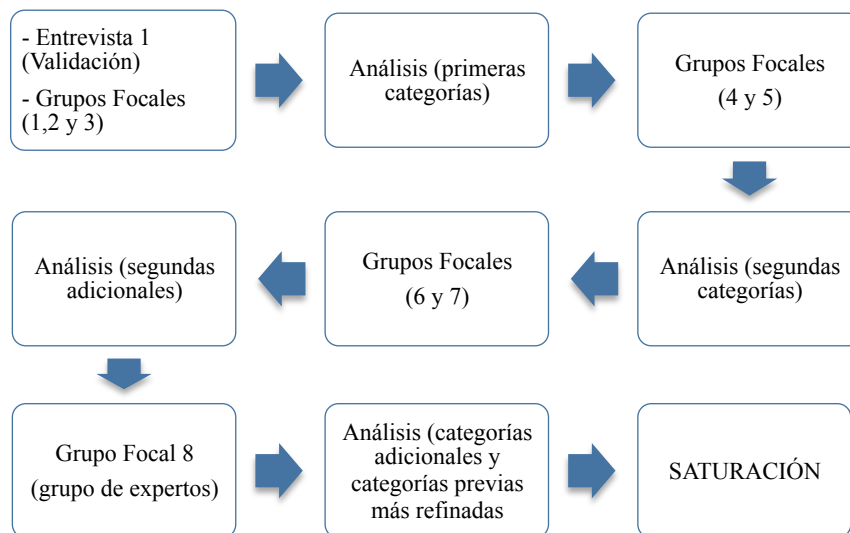 - Entrevista 1
(Validación)
- Grupos Focales
(1,2 y 3)
Análisis (primeras
categorías)
Grupos Focales
(4 y 5)
Análisis (segundas
categorías)
Grupos Focales
(6 y 7)
Análisis (segundas
adicionales)
Grupo Focal 8
(grupo de expertos)
Análisis (categorías
adicionales y
categorías previas
más refinadas
SATURACIÓN